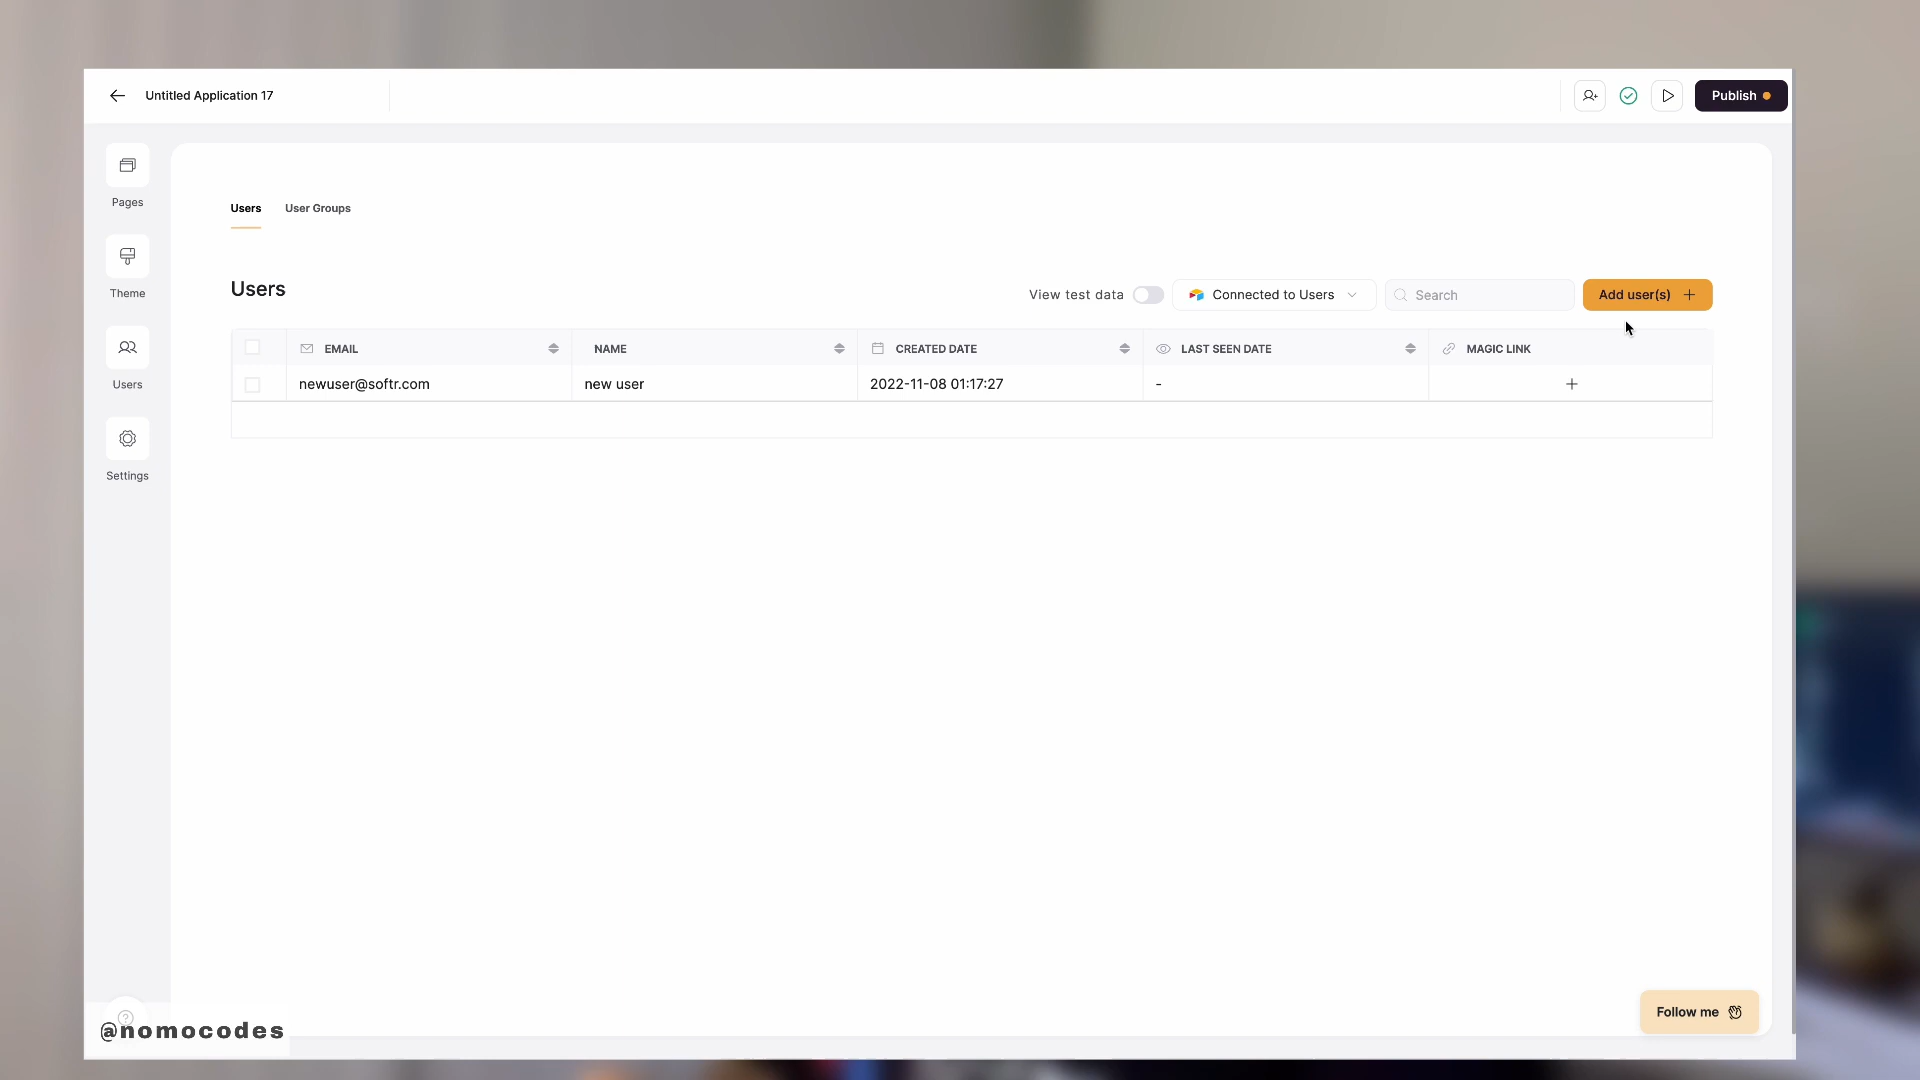 Untitled Application 17
Publish
Pages
Theme
Users
Settings
Users User Groups
Users
View test data
Connected to Users
Search
Add user(s)
EMAIL NAME CREATED DATE LAST SEEN DATE MAGIC LINK
newuser@softr.com new user 2022-11-08 01:17:27 -
Follow me
@nomocodes